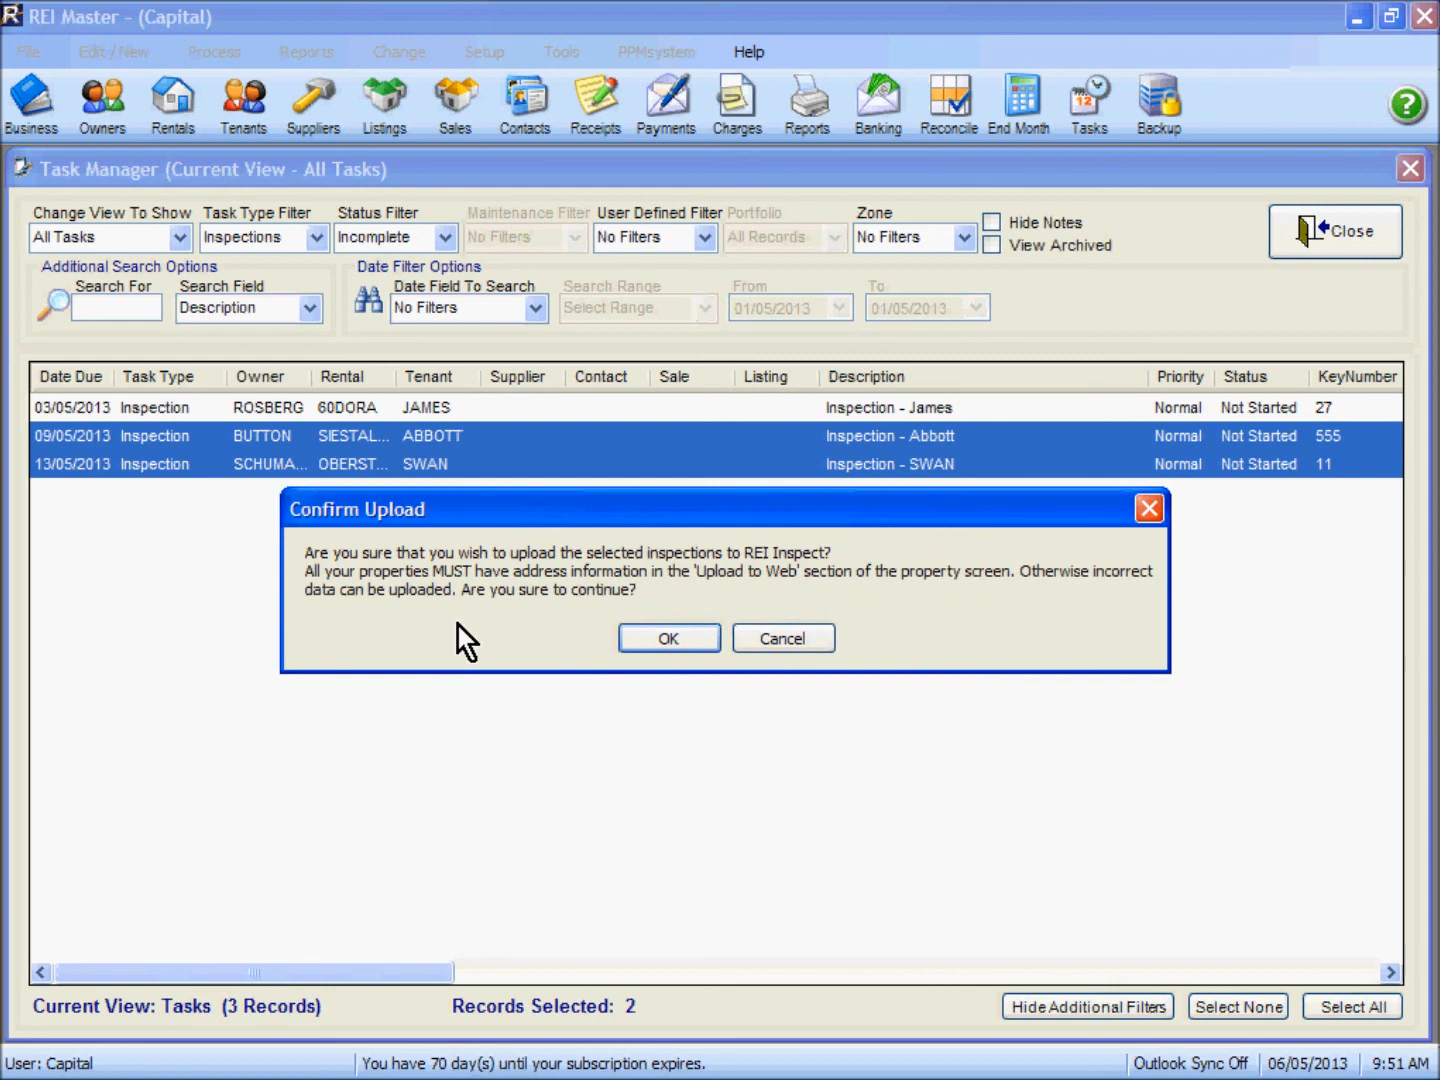 REI Master - (Capital)
File Edit / New Process Reports Change Setup Tools PPMsystem Help
Business Owners Rentals Tenants Suppliers Listings Sales Contacts Receipts Payments Charges Reports Banking Reconcile End Month Tasks Backup
Task Manager (Current View - All Tasks)
Change View To Show Task Type Filter Status Filter Maintenance Filter User Defined Filter Portfolio Zone
All Tasks Inspections Incomplete No Filters No Filters All Records No Filters
Hide Notes
View Archived
Close
Additional Search Options Date Filter Options
Search For Search Field Date Field To Search Search Range From To
Description No Filters Select Range 01/05/2013 01/05/2013
Date Due Task Type Owner Rental Tenant Supplier Contact Sale Listing Description Priority Status KeyNumber
03/05/2013 Inspection ROSBERG 60DORA JAMES Inspection - James Normal Not Started 27
09/05/2013 Inspection BUTTON SIESTAL... ABBOTT Inspection - Abbott Normal Not Started 555
13/05/2013 Inspection SCHUMA... OBERST... SWAN Inspection - SWAN Normal Not Started 11
Confirm Upload
Are you sure that you wish to upload the selected inspections to REI Inspect?
All your properties MUST have address information in the 'Upload to Web' section of the property screen. Otherwise incorrect
data can be uploaded. Are you sure to continue?
OK Cancel
Current View: Tasks (3 Records) Records Selected: 2 Hide Additional Filters Select None Select All
User: Capital You have 70 day(s) until your subscription expires. Outlook Sync Off 06/05/2013 9:51 AM